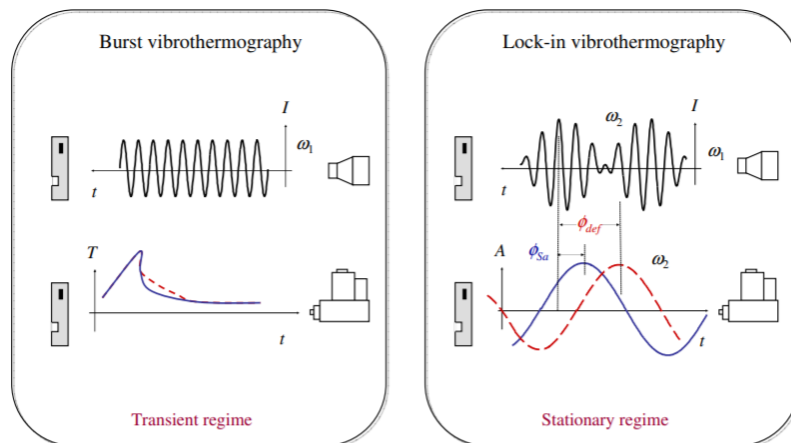 Burst vibrothermography
I
ω₁
t
T
t
Transient regime
Lock-in vibrothermography
ω₂
I
ω₁
t
ϕdef
ϕSa
A
ω₂
t
Stationary regime